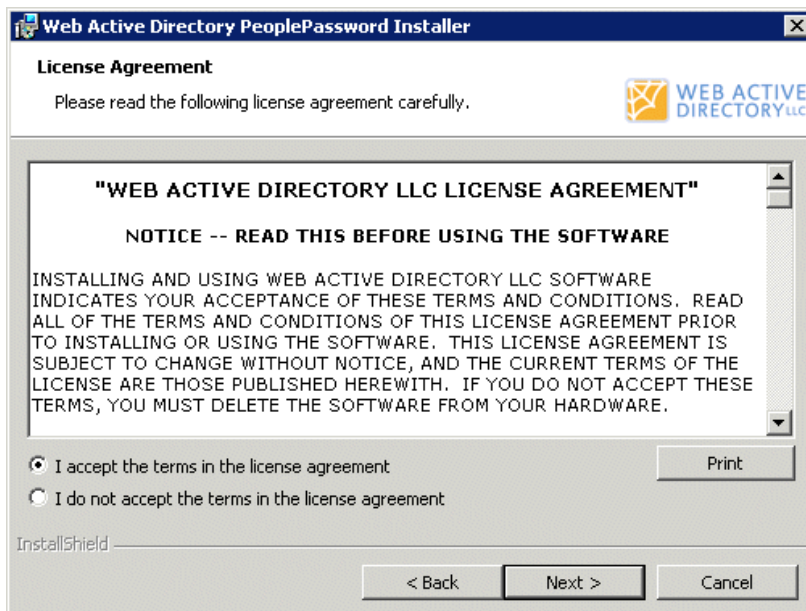 Web Active Directory PeoplePassword Installer
License Agreement
Please read the following license agreement carefully.
WEB ACTIVE
DIRECTORY LLC
"WEB ACTIVE DIRECTORY LLC LICENSE AGREEMENT"
NOTICE -- READ THIS BEFORE USING THE SOFTWARE
INSTALLING AND USING WEB ACTIVE DIRECTORY LLC SOFTWARE
INDICATES YOUR ACCEPTANCE OF THESE TERMS AND CONDITIONS.  READ
ALL OF THE TERMS AND CONDITIONS OF THIS LICENSE AGREEMENT PRIOR
TO INSTALLING OR USING THE SOFTWARE.  THIS LICENSE AGREEMENT IS
SUBJECT TO CHANGE WITHOUT NOTICE, AND THE CURRENT TERMS OF THE
LICENSE ARE THOSE PUBLISHED HEREWITH.  IF YOU DO NOT ACCEPT THESE
TERMS, YOU MUST DELETE THE SOFTWARE FROM YOUR HARDWARE.
I accept the terms in the license agreement
Print
I do not accept the terms in the license agreement
InstallShield
< Back
Next >
Cancel